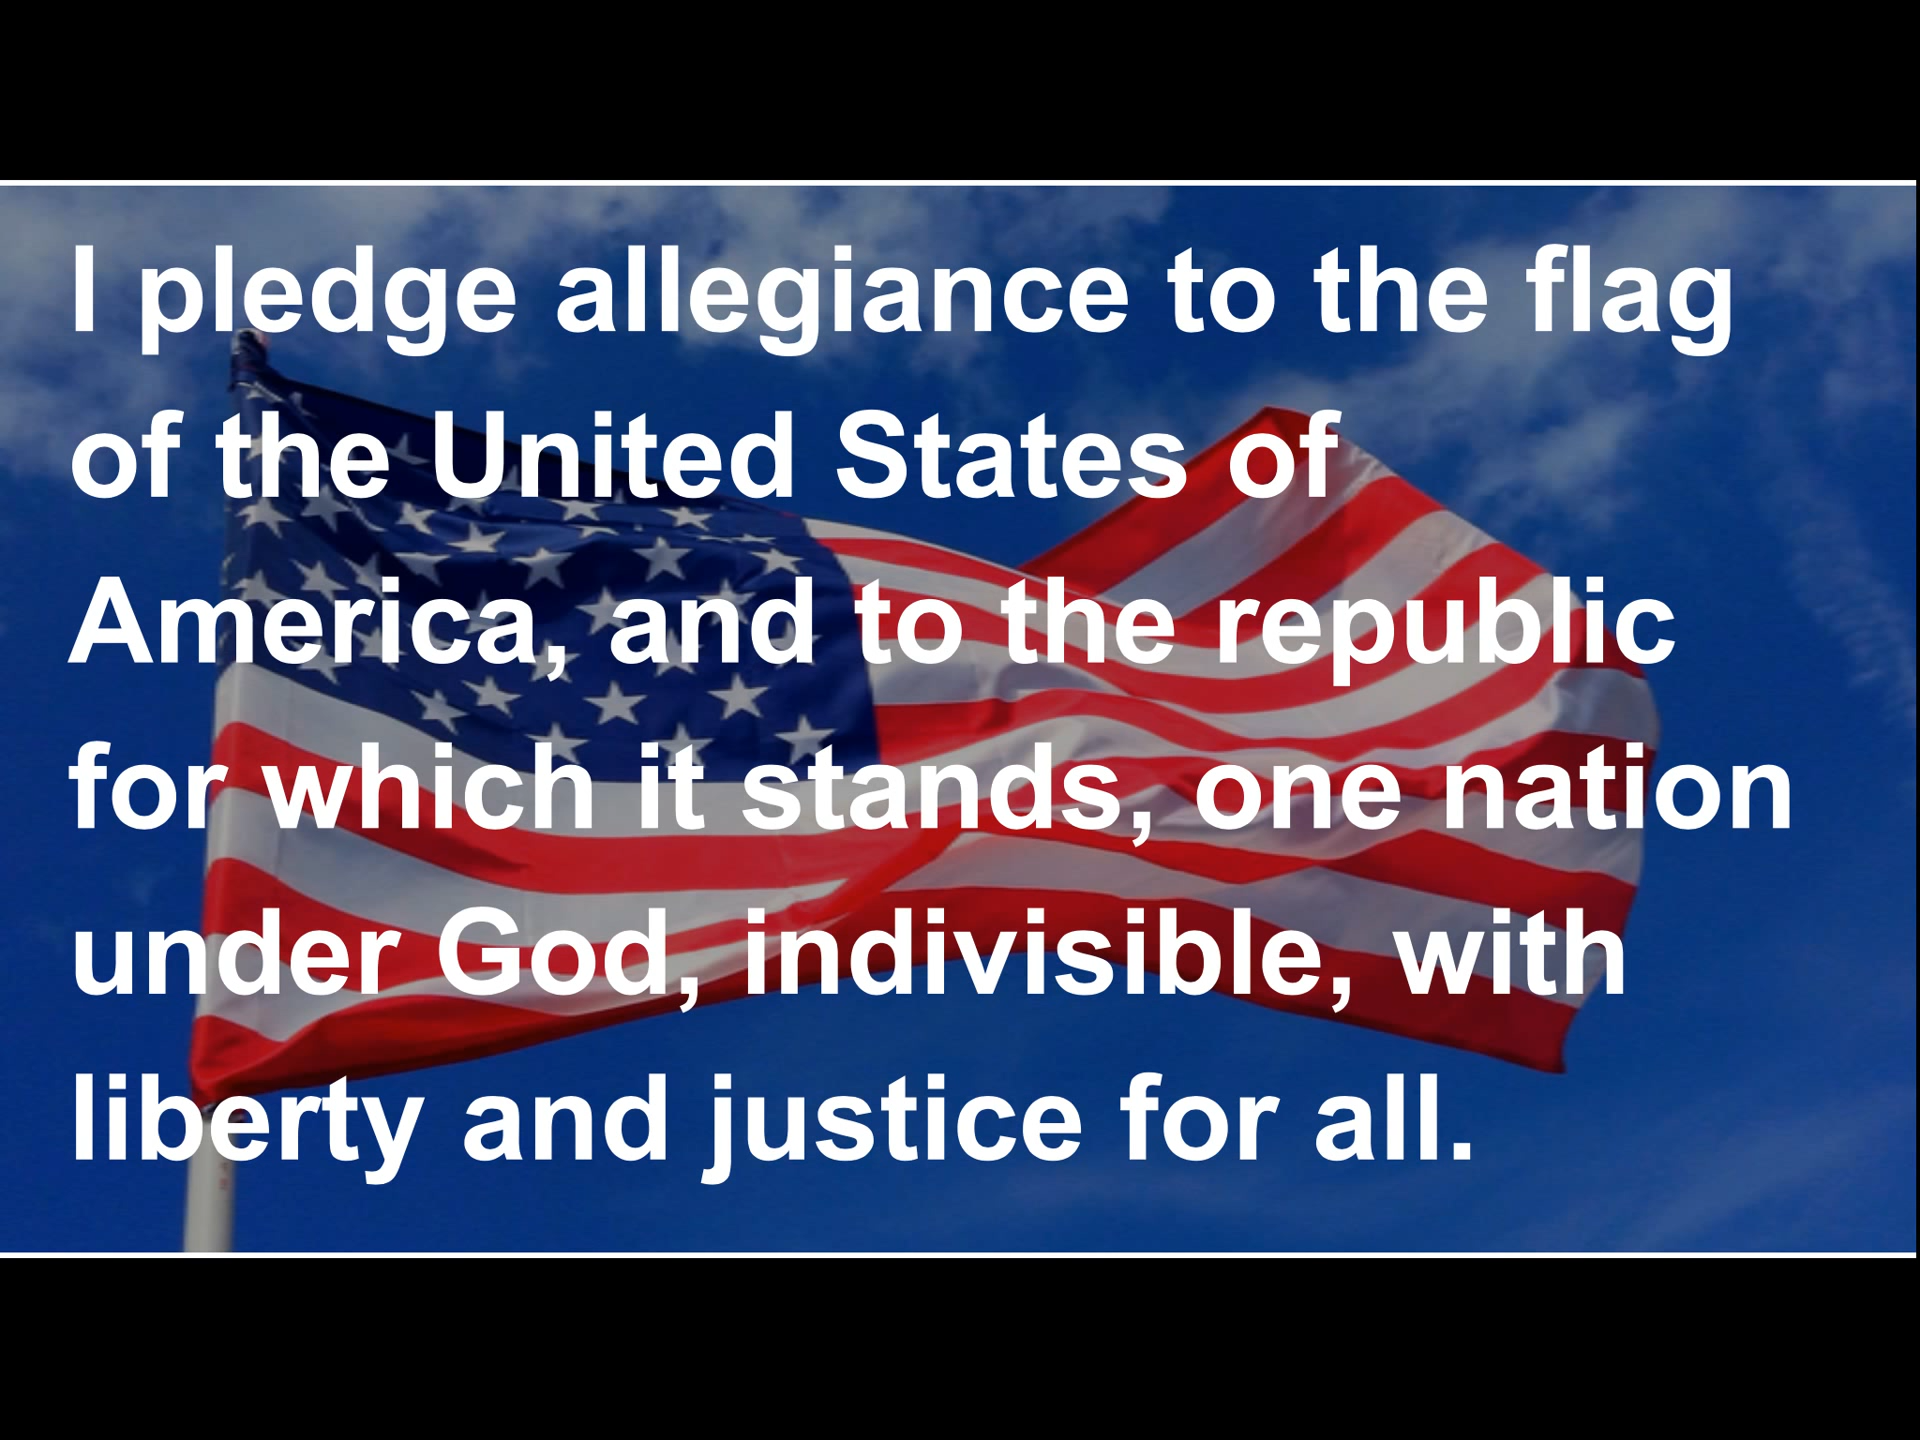 I pledge allegiance to the flag
of the United States of
America, and to the republic
for which it stands, one nation
under God, indivisible, with
liberty and justice for all.